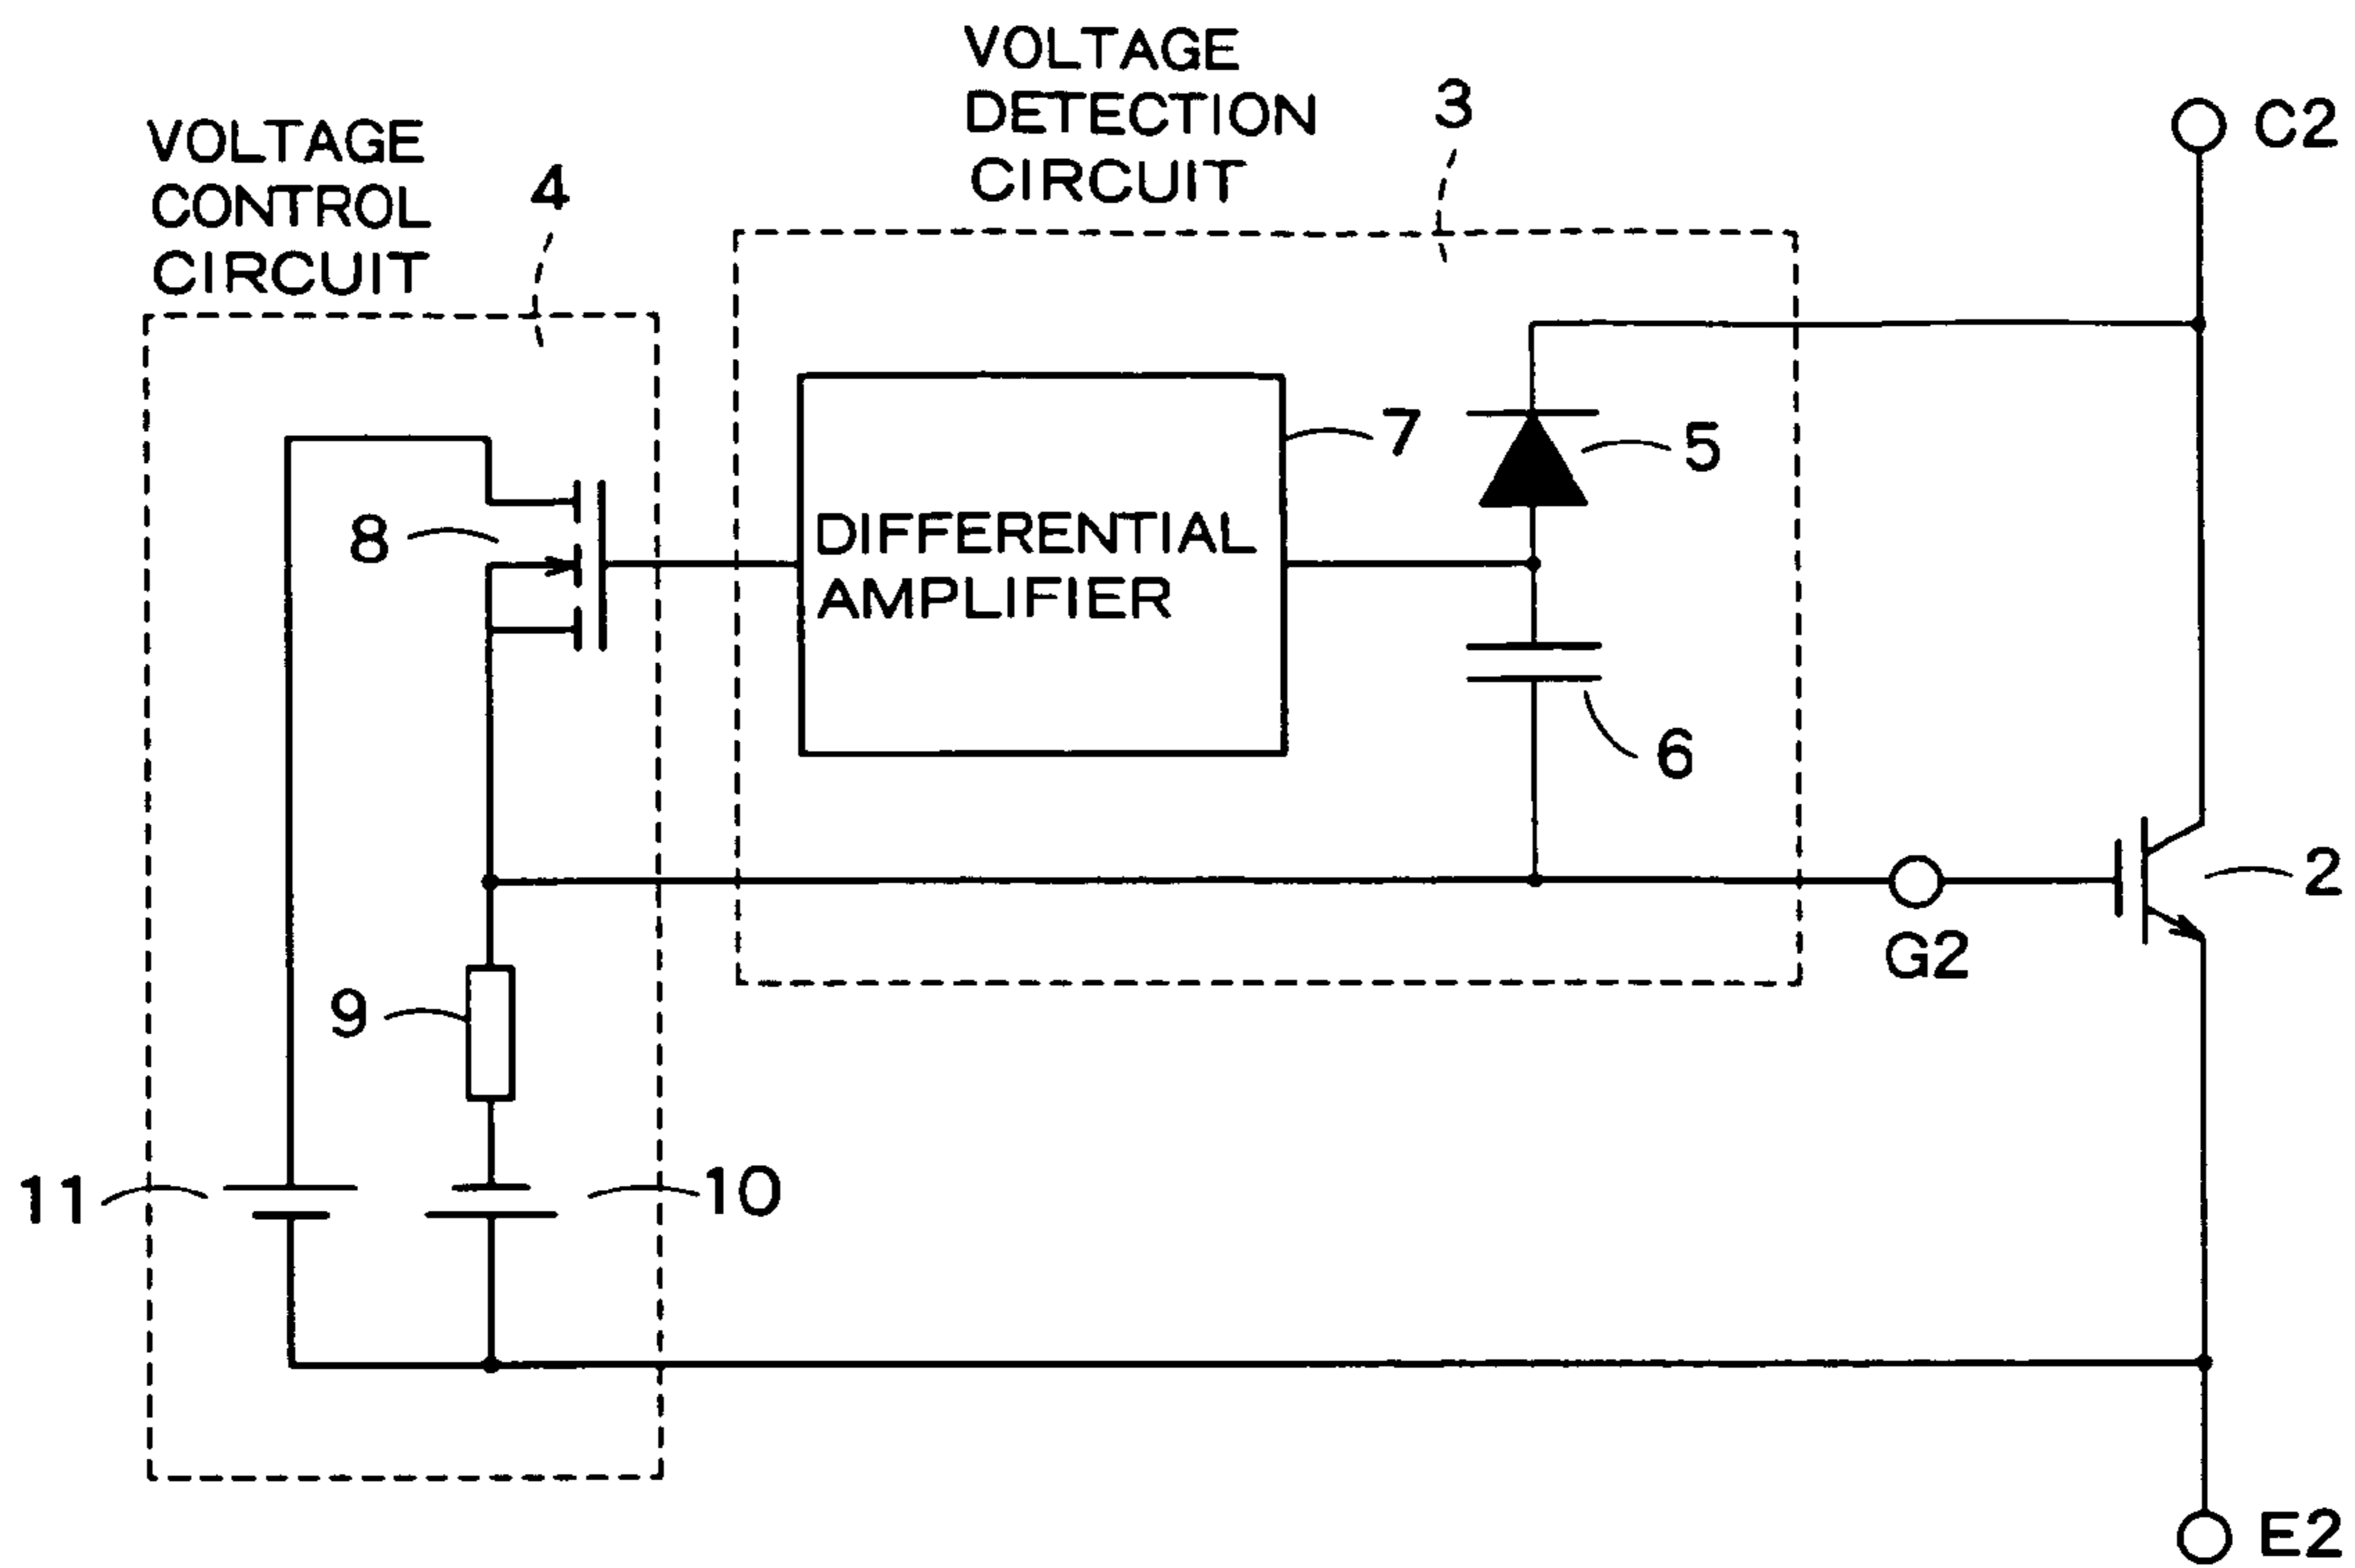 VOLTAGE
DETECTION
CIRCUIT
3
C2
VOLTAGE
CONTROL
CIRCUIT
4
7
5
8
DIFFERENTIAL
AMPLIFIER
6
2
G2
9
11
10
E2